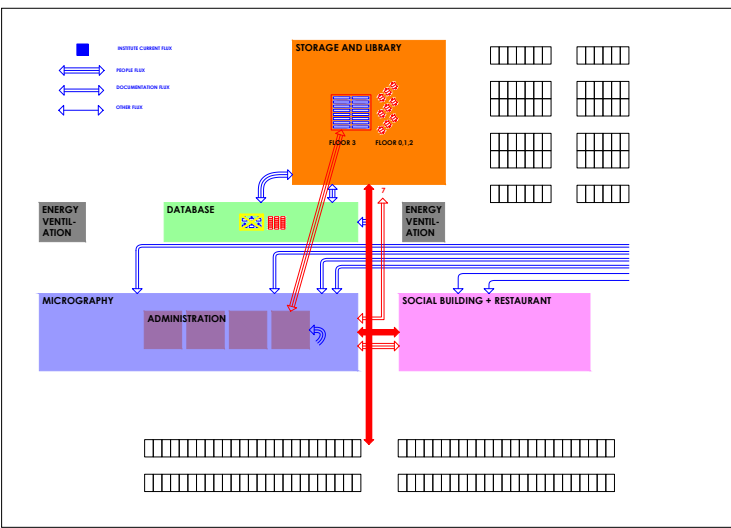 STORAGE AND LIBRARY
INSTITUTE CURRENT FLUX
PEOPLE FLUX
DOCUMENTATION FLUX
OTHER FLUX
FLOOR 3
FLOOR 0,1,2
7
ENERGY
VENTIL-
ATION
DATABASE
ENERGY
VENTIL-
ATION
MICROGRAPHY
SOCIAL BUILDING + RESTAURANT
ADMINISTRATION